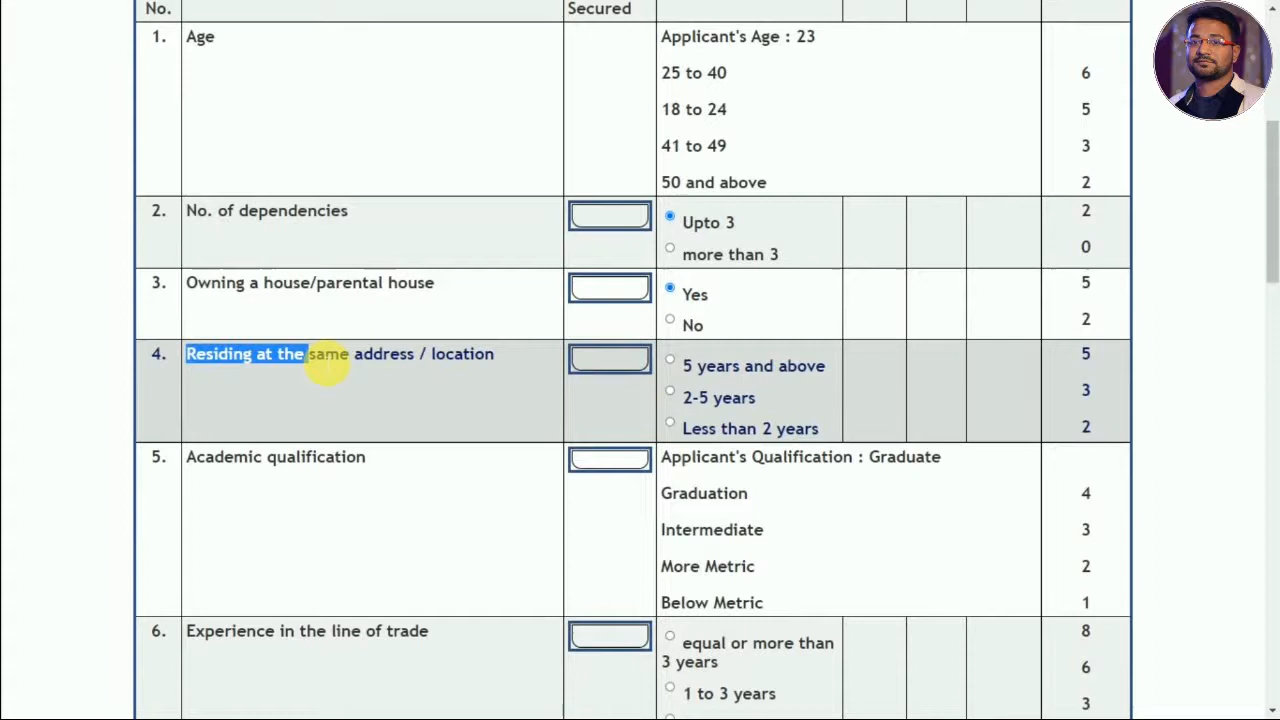 No. Secured
1. Age Applicant's Age : 23
25 to 40 6
18 to 24 5
41 to 49 3
50 and above 2
2. No. of dependencies Upto 3 2
more than 3 0
3. Owning a house/parental house Yes 5
No 2
4. Residing at the same address / location 5 years and above 5
2-5 years 3
Less than 2 years 2
5. Academic qualification Applicant's Qualification : Graduate
Graduation 4
Intermediate 3
More Metric 2
Below Metric 1
6. Experience in the line of trade equal or more than 8
3 years 6
1 to 3 years 3